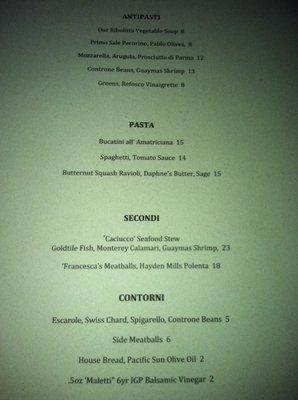 ANTIPASTI
Our Ribollita Vegetable Soup 8
Primo Sale Pecorino, Pablo Olives, 8
Mozzarella, Arugula, Prosciutto di Parma 12
Controne Beans, Guaymas Shrimp 13
Greens, Refosco Vinaigrette 8
PASTA
Bucatini all' Amatriciana 15
Spaghetti, Tomato Sauce 14
Butternut Squash Ravioli, Daphne's Butter, Sage 15
SECONDI
'Caciucco' Seafood Stew
Goldtile Fish, Monterey Calamari, Guaymas Shrimp, 23
'Francesca's Meatballs, Hayden Mills Polenta 18
CONTORNI
Escarole, Swiss Chard, Spigarello, Controne Beans 5
Side Meatballs 6
House Bread, Pacific Sun Olive Oil 2
.5oz 'Maletti" 6yr IGP Balsamic Vinegar 2